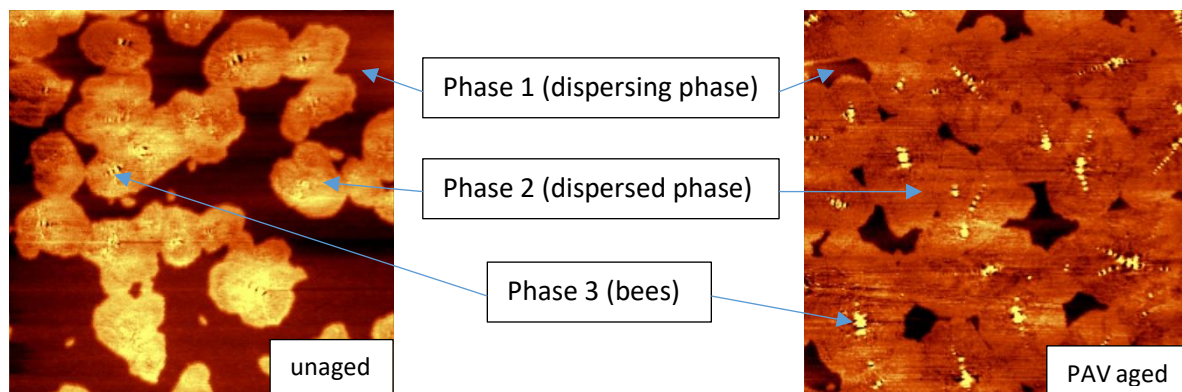 Phase 1 (dispersing phase)
Phase 2 (dispersed phase)
Phase 3 (bees)
unaged
PAV aged